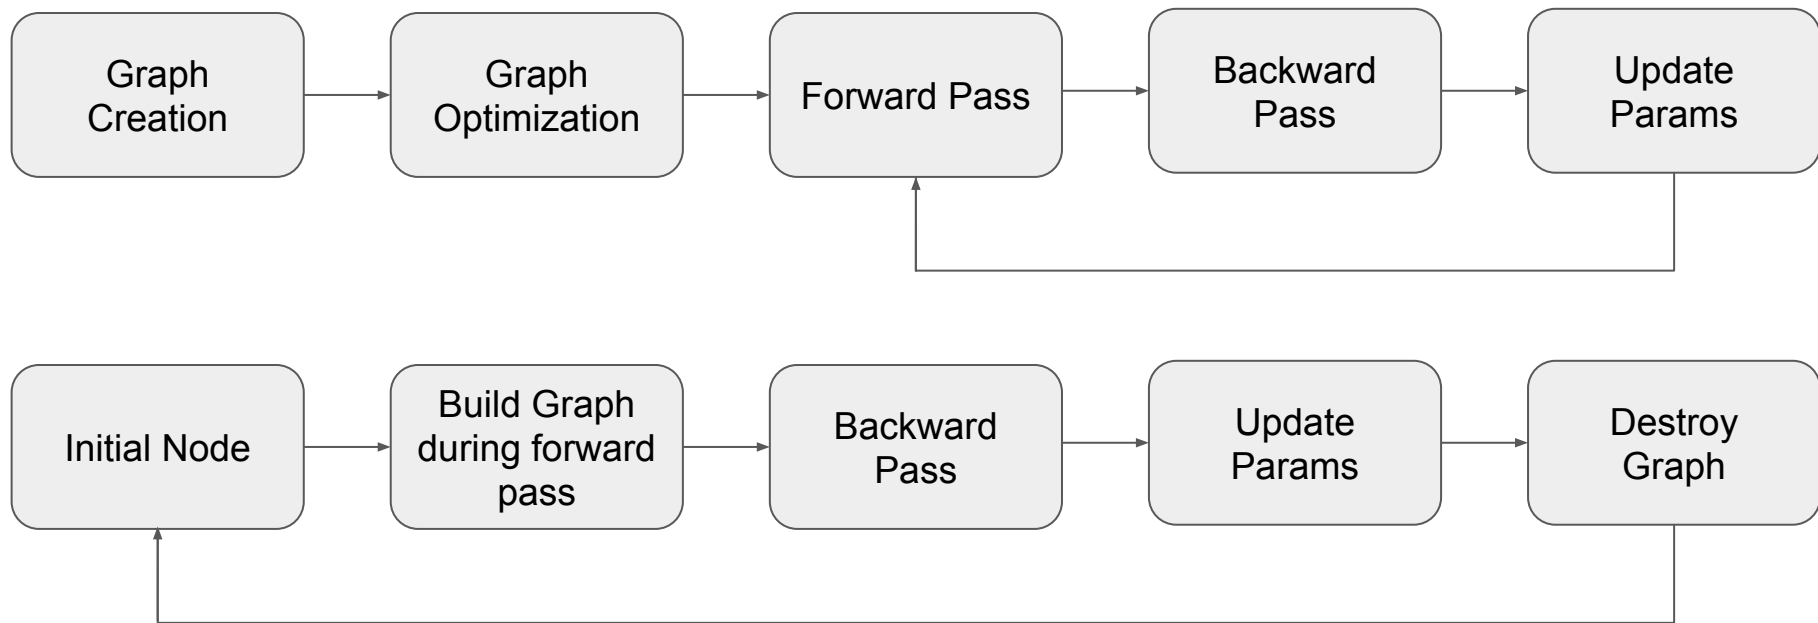 Graph
Creation
Graph
Optimization
Forward Pass
Backward
Pass
Update
Params
Initial Node
Build Graph
during forward
pass
Backward
Pass
Update
Params
Destroy
Graph